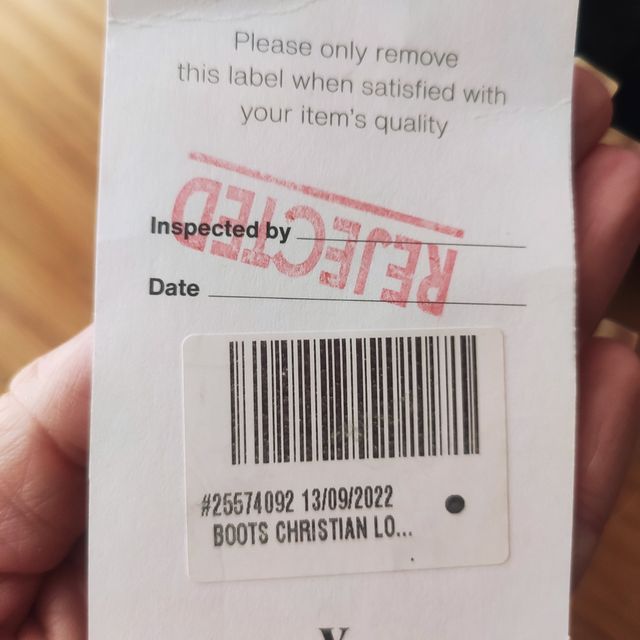 Please only remove
this label when satisfied with
your item's quality
REJECTED
Inspected by
Date
#25574092 13/09/2022
BOOTS CHRISTIAN LO...